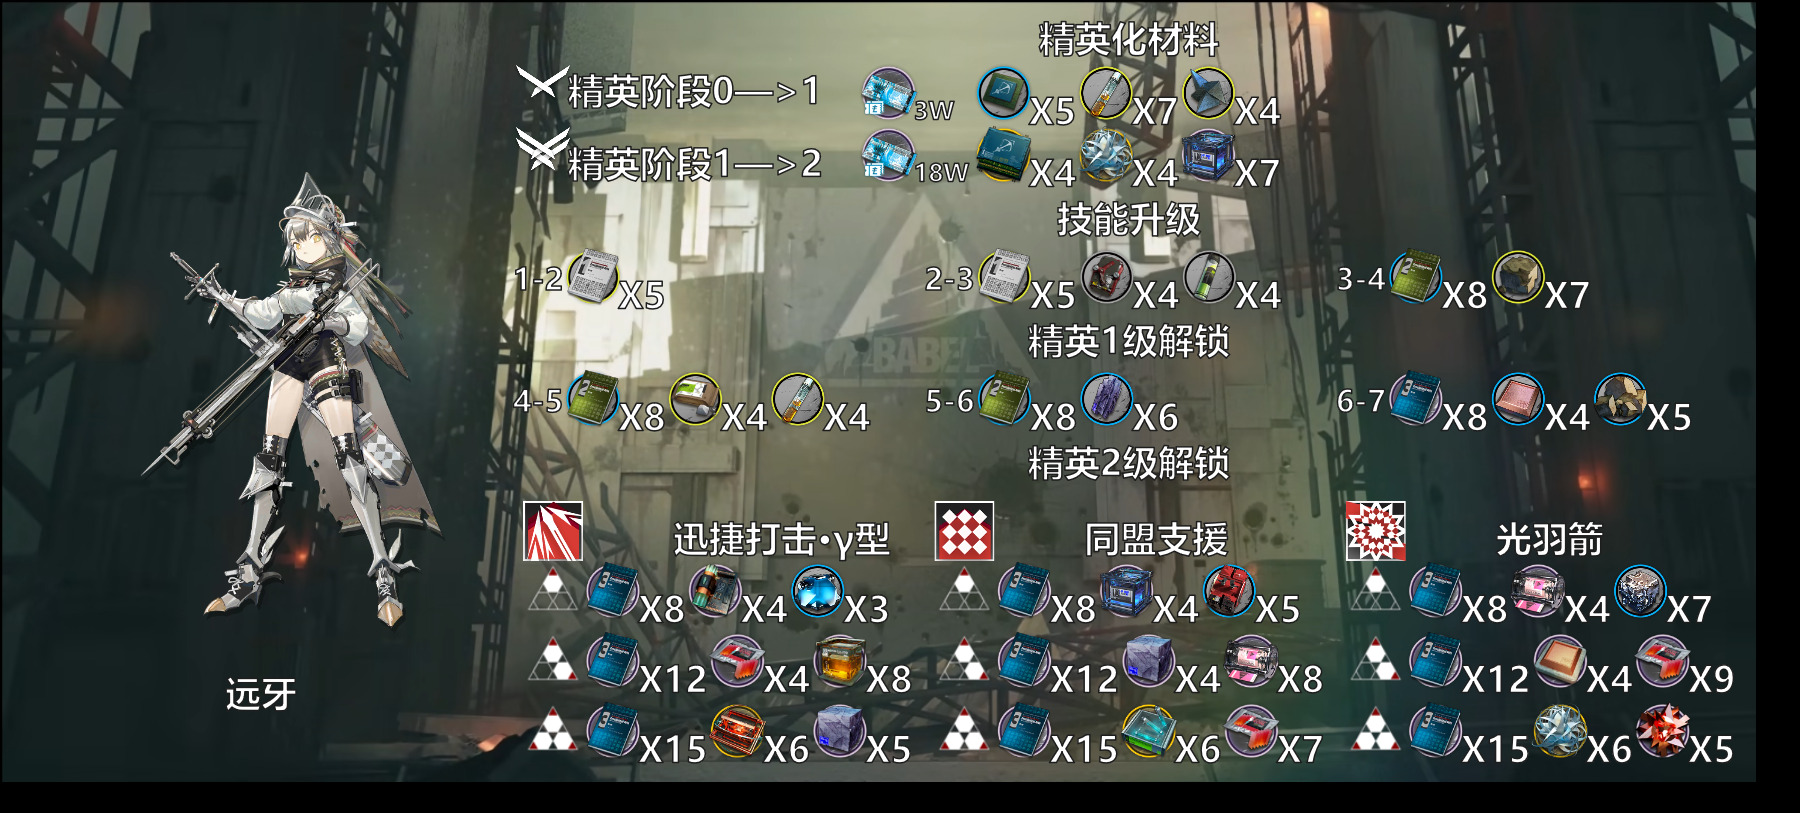 精英化材料
精英阶段0—>1 3W X5 X7 X4
精英阶段1—>2 18W X4 X4 X7
技能升级
1-2 X5 2-3 X5 X4 X4 3-4 X8 X7
精英1级解锁
BABEL
4-5 X8 X4 X4 5-6 X8 X6 6-7 X8 X4 X5
精英2级解锁
迅捷打击·γ型 同盟支援 光羽箭
X8 X4 X3 X8 X4 X5 X8 X4 X7
X12 X4 X8 X12 X4 X8 X12 X4 X9
X15 X6 X5 X15 X6 X7 X15 X6 X5
远牙